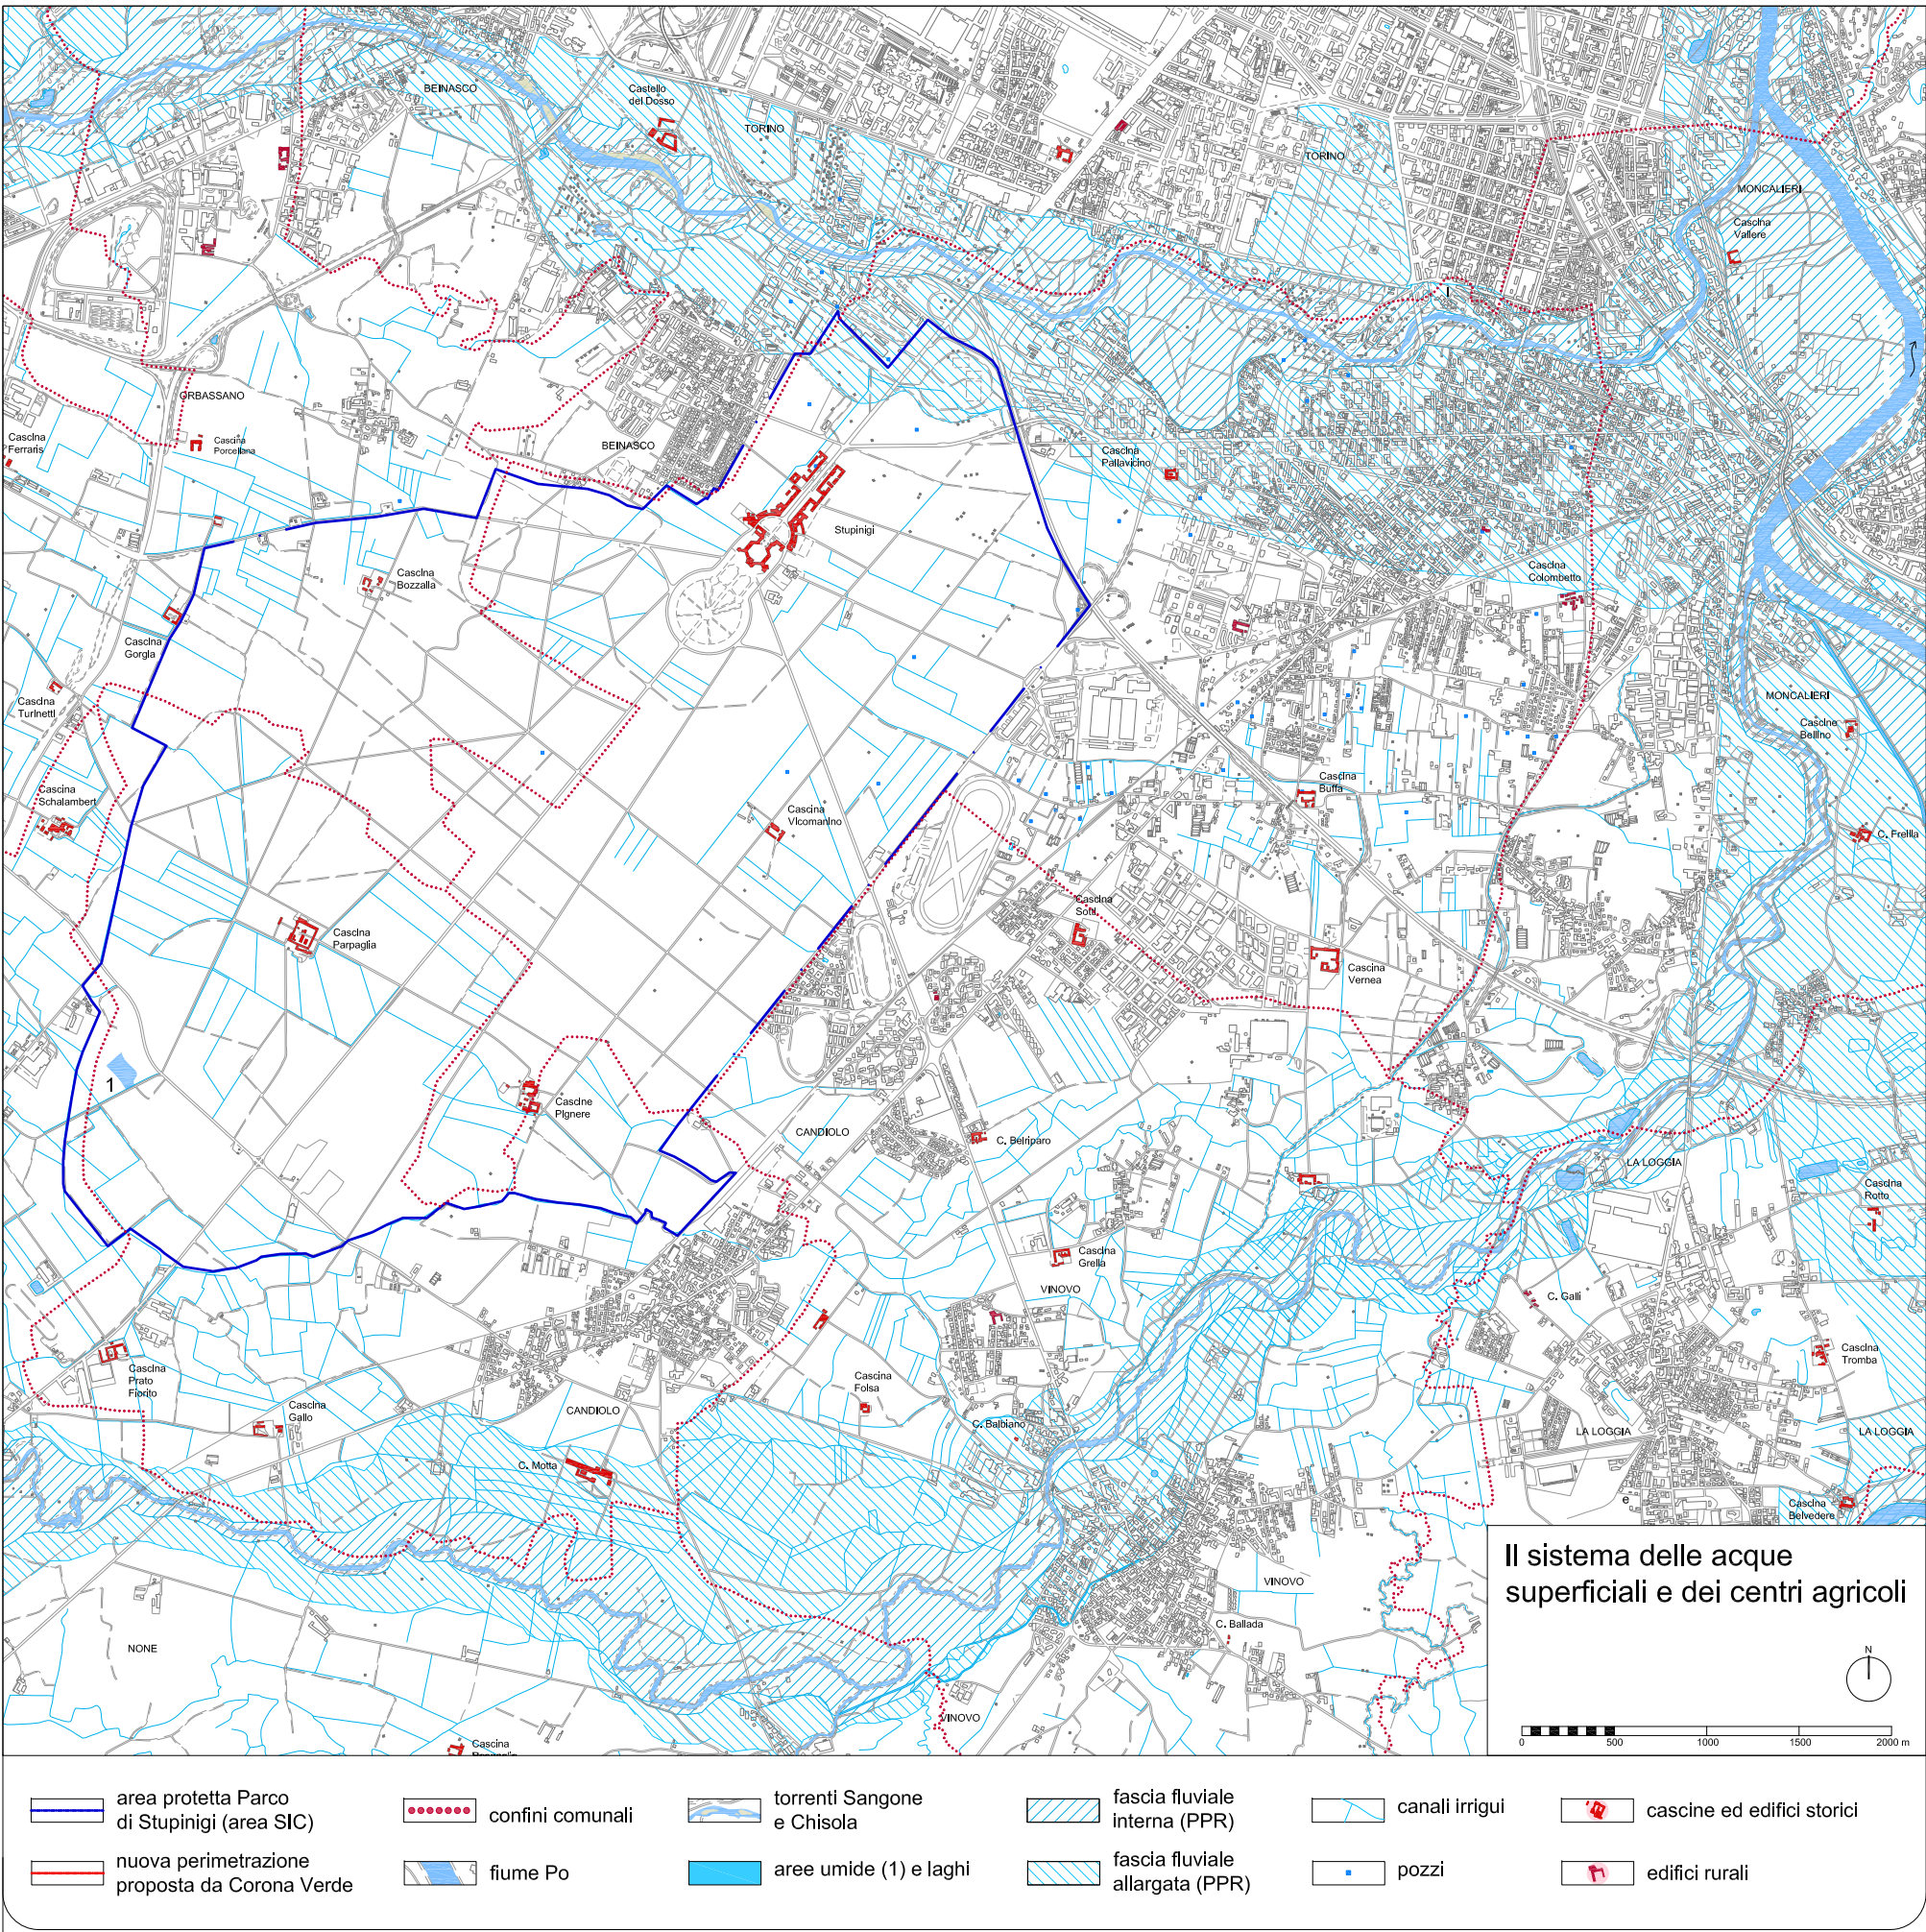 BEINASCO
Castello
del Dosso
TORINO
TORINO
MONCALIERI
Cascina
Vallere
ORBASSANO
Cascina
Ferraris
Cascina
Porcellana
BEINASCO
Cascina
Pallavicino
Stupinigi
Cascina
Bozzalla
Cascina
Colombetto
Cascina
Gorgia
Cascina
Turinetti
MONCALIERI
Cascine
Bellino
Cascina
Schalambert
Cascina
Buffa
Cascina
Vicomanino
C. Freilia
Cascina
Sotti
Cascina
Parpaglia
Cascina
Vernea
1
Cascine
Pignere
CANDIOLO
C. Belriparo
LA LOGGIA
Cascina
Rotto
Cascina
Grella
VINOVO
C. Galli
Cascina
Tromba
Cascina
Prato
Fiorito
Cascina
Folsa
Cascina
Gallo
CANDIOLO
C. Balbiano
LA LOGGIA
LA LOGGIA
C. Motta
e
Cascina
Belvedere
VINOVO
C. Ballada
NONE
VINOVO
Cascina
Il sistema delle acque
superficiali e dei centri agricoli
N
0 500 1000 1500 2000 m
area protetta Parco
di Stupinigi (area SIC)
confini comunali
torrenti Sangone
e Chisola
fascia fluviale
interna (PPR)
canali irrigui
cascine ed edifici storici
nuova perimetrazione
proposta da Corona Verde
fiume Po
aree umide (1) e laghi
fascia fluviale
allargata (PPR)
pozzi
edifici rurali